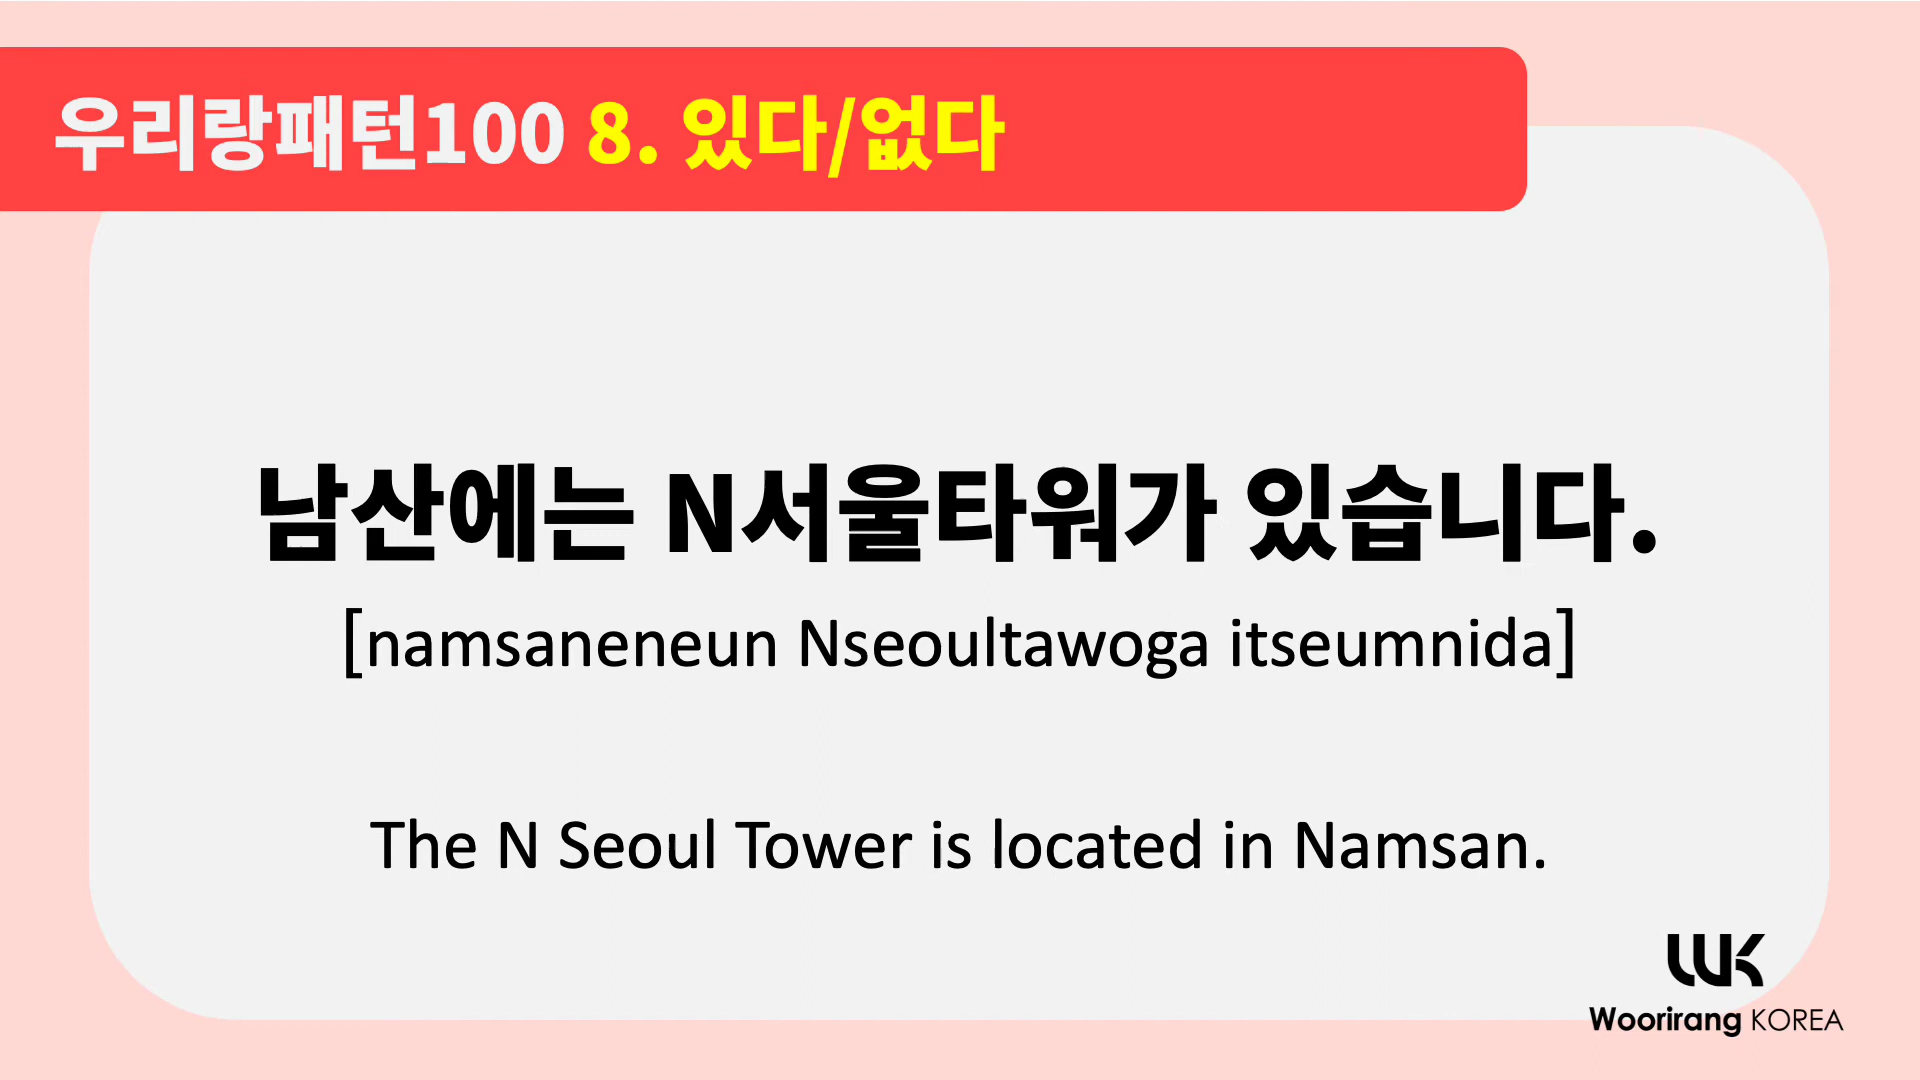 우리랑패턴100 8. 있다/없다
남산에는 N서울타워가 있습니다.
[namsaneneun Nseoultawoga itseumnida]
The N Seoul Tower is located in Namsan.
WK
Woorirang KOREA